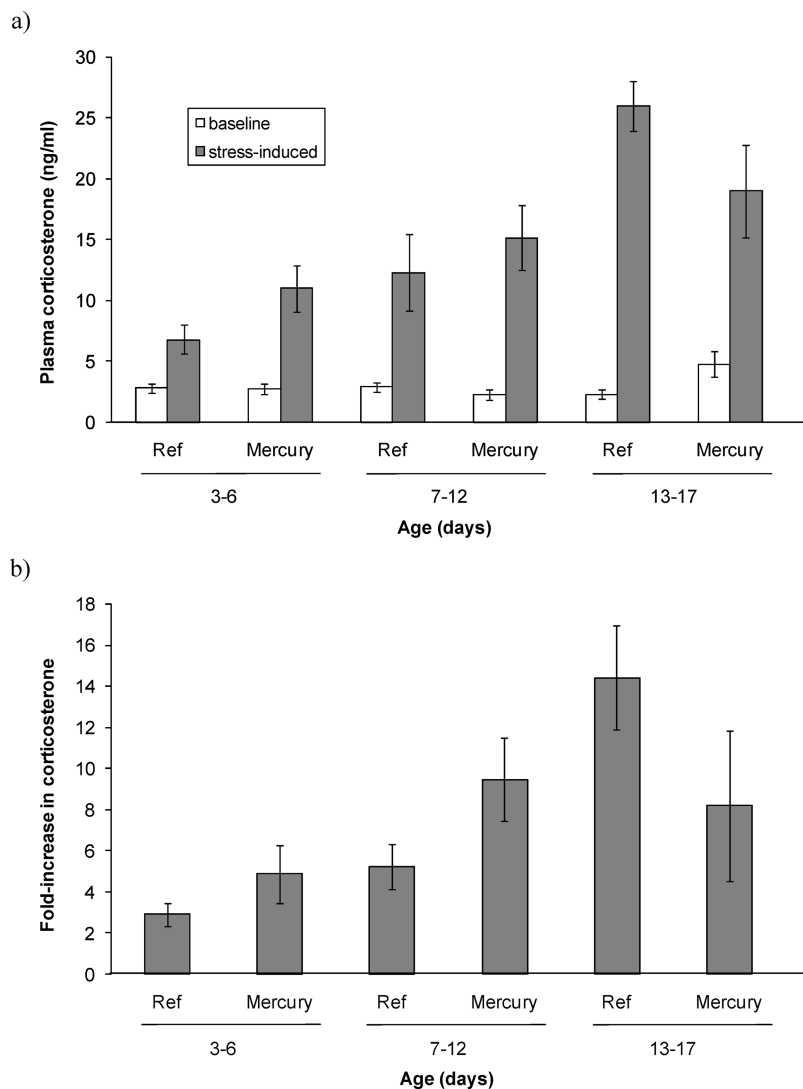 a)
Plasma corticosterone (ng/ml)
30
25
20
15
10
5
0
baseline
stress-induced
Ref Mercury Ref Mercury Ref Mercury
3-6 7-12 13-17
Age (days)
b)
Fold-increase in corticosterone
18
16
14
12
10
8
6
4
2
0
Ref Mercury Ref Mercury Ref Mercury
3-6 7-12 13-17
Age (days)